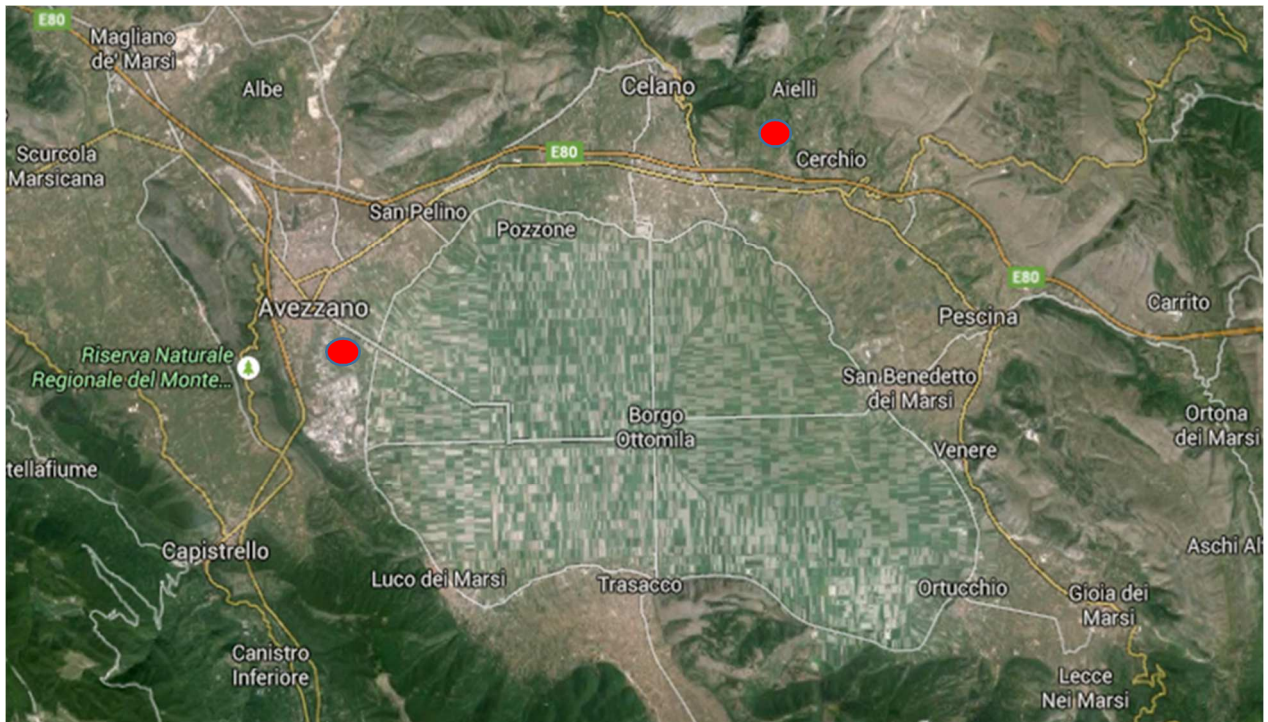 E80
Magliano
de' Marsi
Albe
Celano
Aielli
Scurcola
Marsicana
E80
Cerchio
San Pelino
Pozzone
E80
Avezzano
Pescina
Carrito
Riserva Naturale
Regionale del Monte...
San Benedetto
dei Marsi
Borgo
Ottomila
Ortona
dei Marsi
Venere
tellafiume
Capistrello
Aschi Al
Luco dei Marsi
Trasacco
Ortucchio
Gioia dei
Marsi
Canistro
Inferiore
Lecce
Nei Marsi